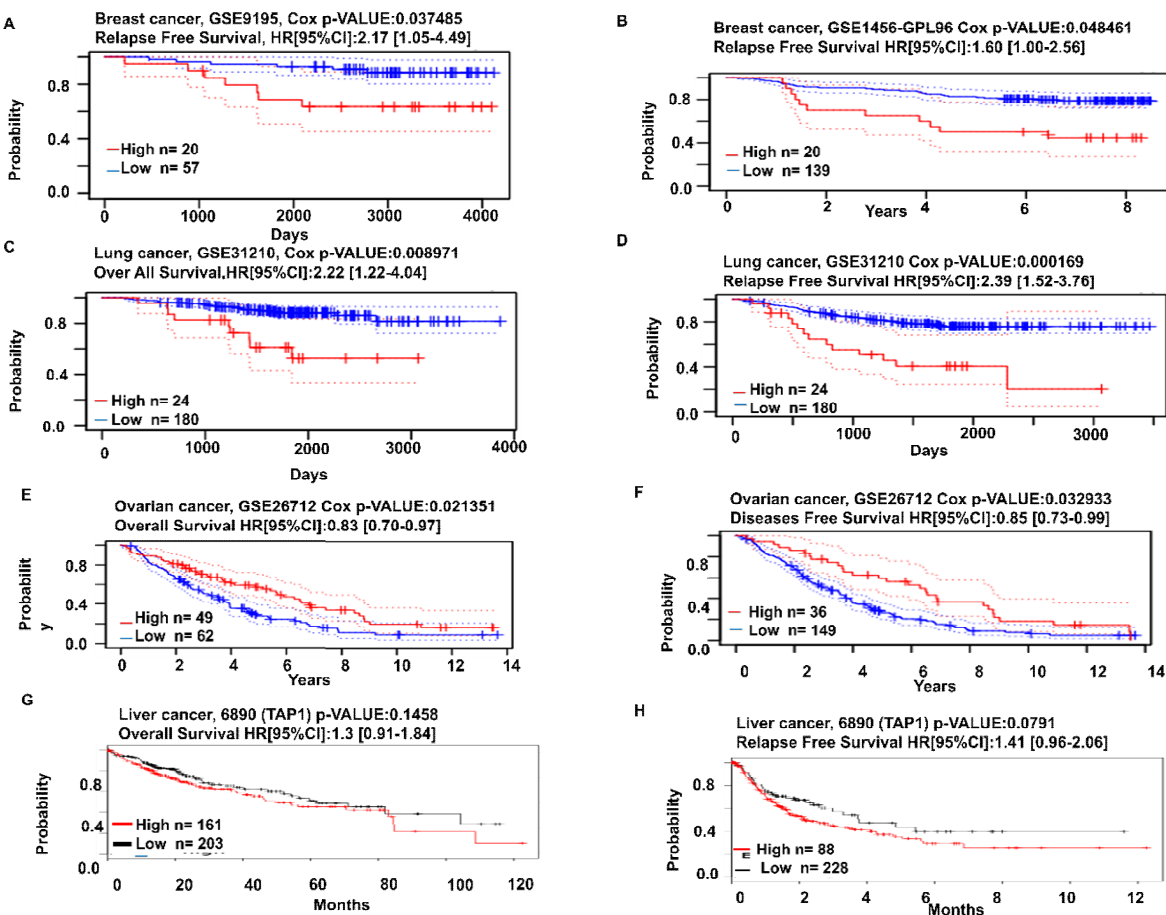 A
Breast cancer, GSE9195, Cox p-VALUE:0.037485
Relapse Free Survival, HR[95%CI]:2.17 [1.05-4.49]
Probability
0.8
0.4
0.0
High n= 20
Low n= 57
0 1000 2000 3000 4000
Days
B
Breast cancer, GSE1456-GPL96 Cox p-VALUE:0.048461
Relapse Free Survival HR[95%CI]:1.60 [1.00-2.56]
Probability
0.8
0.4
0.0
High n= 20
Low n= 139
0 2 4 6 8
Years
C
Lung cancer, GSE31210, Cox p-VALUE:0.008971
Over All Survival,HR[95%CI]:2.22 [1.22-4.04]
Probability
0.8
0.4
0.0
High n= 24
Low n= 180
0 1000 2000 3000 4000
Days
D
Lung cancer, GSE31210 Cox p-VALUE:0.000169
Relapse Free Survival HR[95%CI]:2.39 [1.52-3.76]
Probability
0.8
0.4
0.0
High n= 24
Low n= 180
0 1000 2000 3000
Days
E
Ovarian cancer, GSE26712 Cox p-VALUE:0.021351
Overall Survival HR[95%CI]:0.83 [0.70-0.97]
Probabilit
y
0.8
0.4
0.0
High n= 49
Low n= 62
0 2 4 6 8 10 12 14
Years
F
Ovarian cancer, GSE26712 Cox p-VALUE:0.032933
Diseases Free Survival HR[95%CI]:0.85 [0.73-0.99]
Probability
0.8
0.4
0.0
High n= 36
Low n= 149
0 2 4 6 8 10 12 14
Years
G
Liver cancer, 6890 (TAP1) p-VALUE:0.1458
Overall Survival HR[95%CI]:1.3 [0.91-1.84]
Probability
0.8
0.4
0.0
High n= 161
Low n= 203
0 20 40 60 80 100 120
Months
H
Liver cancer, 6890 (TAP1) p-VALUE:0.0791
Relapse Free Survival HR[95%CI]:1.41 [0.96-2.06]
Probability
0.8
0.4
0.0
High n= 88
E
Low n= 228
0 2 4 6 8 10 12
Months